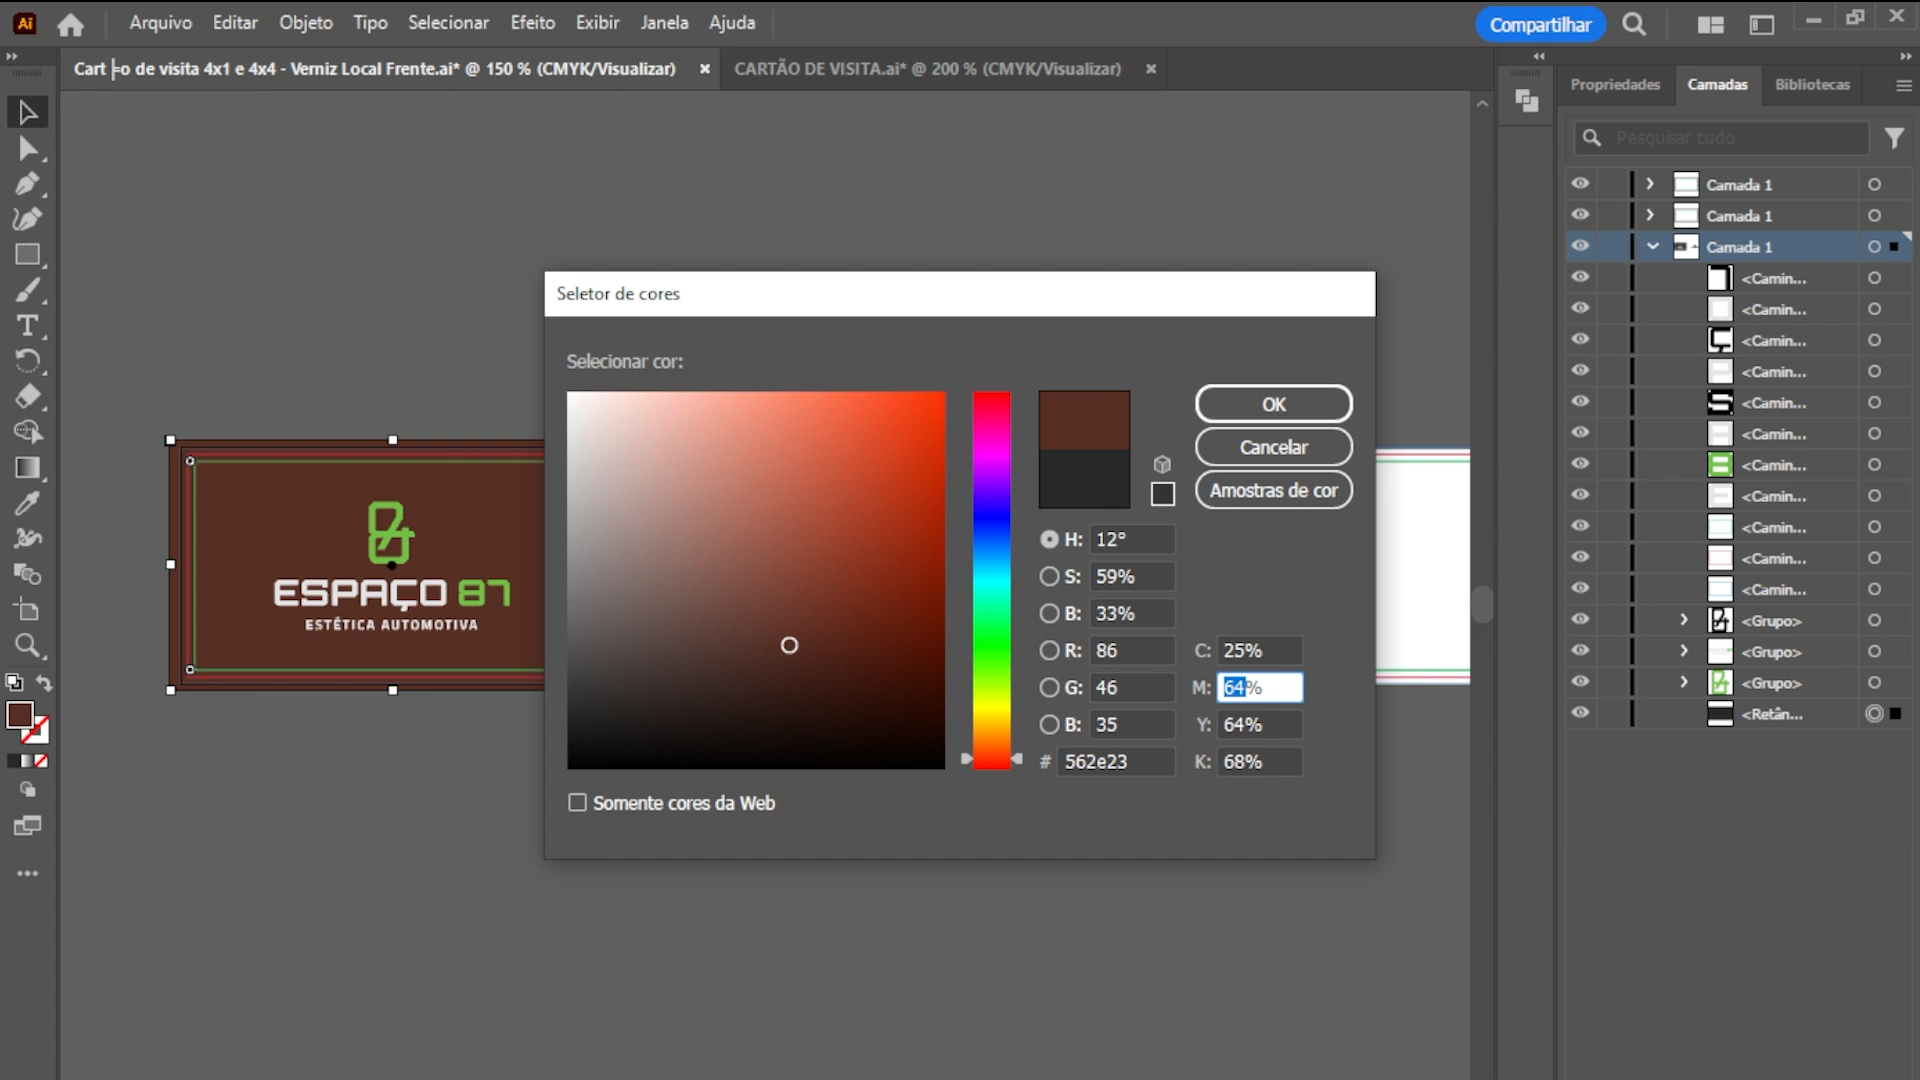 Ai
Arquivo Editar Objeto Tipo Selecionar Efeito Exibir Janela Ajuda
Compartilhar
Cart├o de visita 4x1 e 4x4 - Verniz Local Frente.ai* @ 150 % (CMYK/Visualizar)
CARTÃO DE VISITA.ai* @ 200 % (CMYK/Visualizar)
Propriedades Camadas Bibliotecas
Pesquisar tudo
Camada 1
Camada 1
Camada 1
<Camin...
<Camin...
<Camin...
<Camin...
<Camin...
<Camin...
<Camin...
<Camin...
<Camin...
<Camin...
<Camin...
<Grupo>
<Grupo>
<Grupo>
<Retân...
ESPAÇO 87
ESTÉTICA AUTOMOTIVA
Seletor de cores
Selecionar cor:
OK
Cancelar
Amostras de cor
H: 12°
S: 59%
B: 33%
R: 86 C: 25%
G: 46 M: 64%
B: 35 Y: 64%
# 562e23 K: 68%
Somente cores da Web